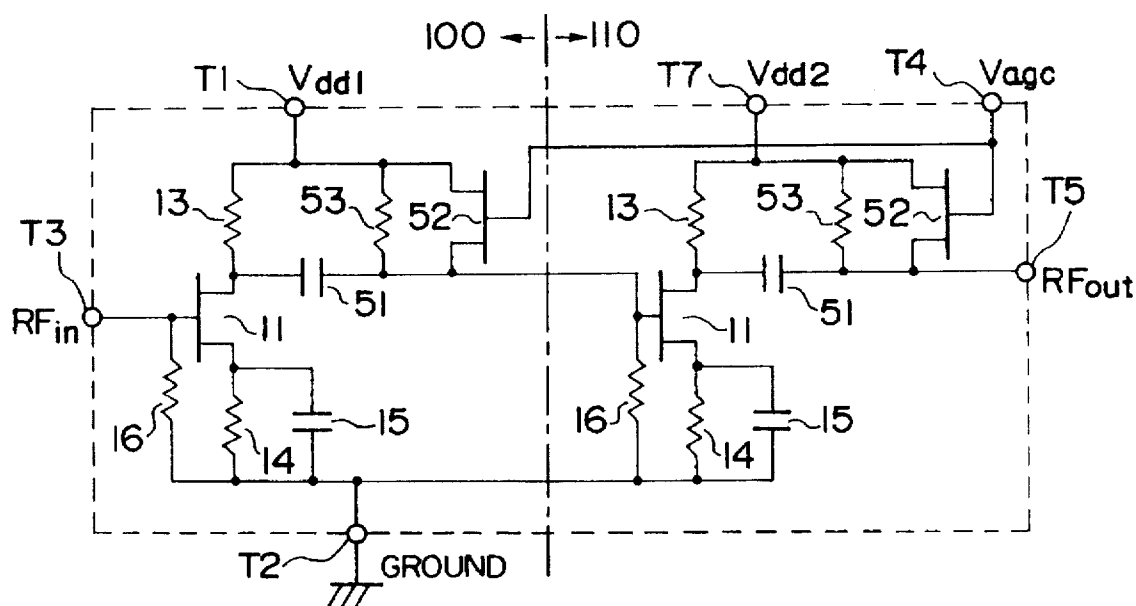 100 110
T1 Vdd1 T7 Vdd2 T4 Vagc
13 53 52 13 53 52 T5
T3
51 51 RFout
RFin 11 11
16 14 15 16 14 15
T2 GROUND